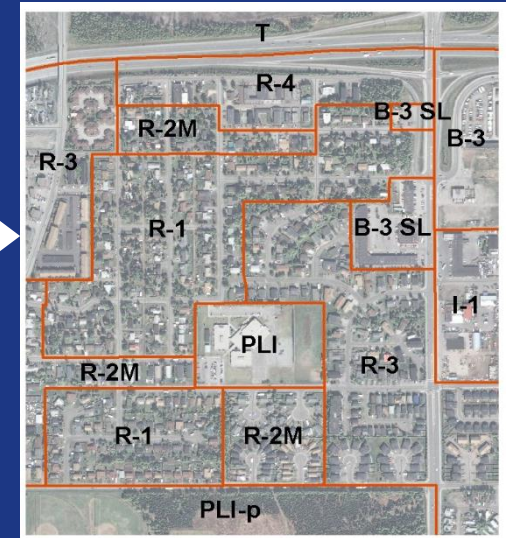 T
R-4
B-3 SL
R-2M
B-3
R-3
R-1
B-3 SL
I-1
PLI
R-3
R-2M
R-1
R-2M
PLI-p